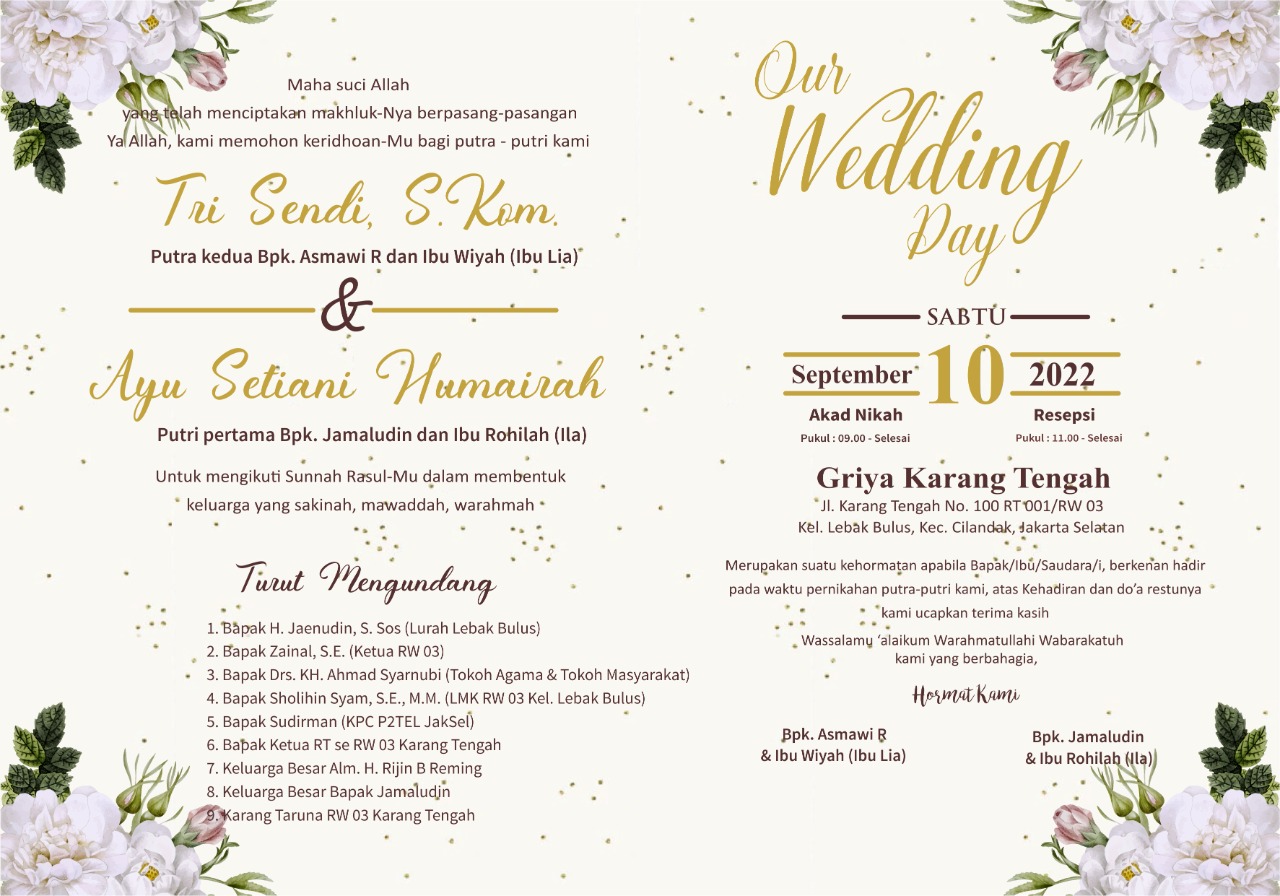 Maha suci Allah
yang telah menciptakan makhluk-Nya berpasang-pasangan
Ya Allah, kami memohon keridhoan-Mu bagi putra - putri kami
Tri Sendi, S.Kom.
Putra kedua Bpk. Asmawi R dan Ibu Wiyah (Ibu Lia)
&
Ayu Setiani Humairah
Putri pertama Bpk. Jamaludin dan Ibu Rohilah (Ila)
Untuk mengikuti Sunnah Rasul-Mu dalam membentuk
keluarga yang sakinah, mawaddah, warahmah
Turut Mengundang
1. Bapak H. Jaenudin, S. Sos (Lurah Lebak Bulus)
2. Bapak Zainal, S.E. (Ketua RW 03)
3. Bapak Drs. KH. Ahmad Syarnubi (Tokoh Agama & Tokoh Masyarakat)
4. Bapak Sholihin Syam, S.E., M.M. (LMK RW 03 Kel. Lebak Bulus)
5. Bapak Sudirman (KPC P2TEL JakSel)
6. Bapak Ketua RT se RW 03 Karang Tengah
7. Keluarga Besar Alm. H. Rijin B Reming
8. Keluarga Besar Bapak Jamaludin
9. Karang Taruna RW 03 Karang Tengah
Our
Wedding
Day
SABTU
September 10 2022
Akad Nikah Resepsi
Pukul : 09.00 - Selesai Pukul : 11.00 - Selesai
Griya Karang Tengah
Jl. Karang Tengah No. 100 RT 001/RW 03
Kel. Lebak Bulus, Kec. Cilandak, Jakarta Selatan
Merupakan suatu kehormatan apabila Bapak/Ibu/Saudara/i, berkenan hadir
pada waktu pernikahan putra-putri kami, atas Kehadiran dan do’a restunya
kami ucapkan terima kasih
Wassalamu ‘alaikum Warahmatullahi Wabarakatuh
kami yang berbahagia,
Hormat Kami
Bpk. Asmawi R Bpk. Jamaludin
& Ibu Wiyah (Ibu Lia) & Ibu Rohilah (Ila)